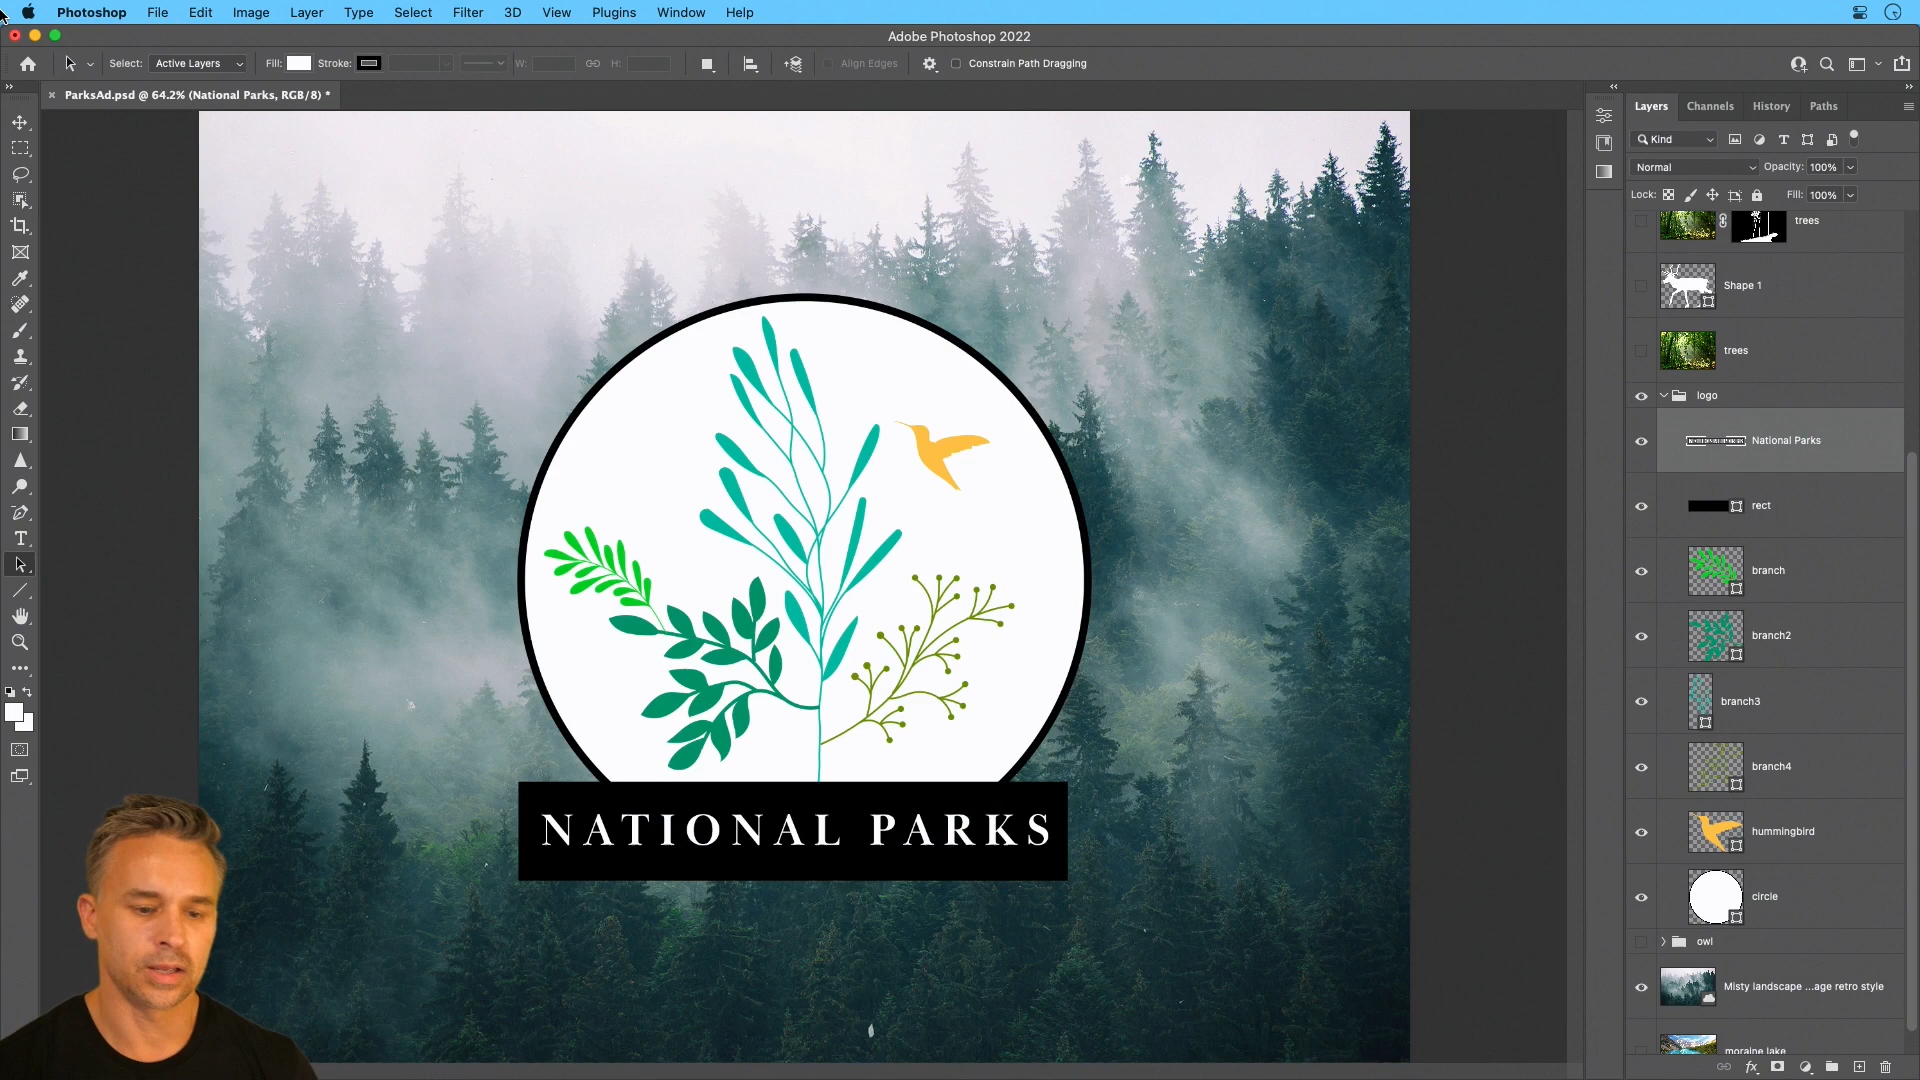 Photoshop File Edit Image Layer Type Select Filter 3D View Plugins Window Help
Adobe Photoshop 2022
Select: Active Layers Fill: Stroke: W: H: Align Edges Constrain Path Dragging
ParksAd.psd @ 64.2% (National Parks, RGB/8) *
Layers Channels History Paths
Kind
Normal Opacity: 100%
Lock: Fill: 100%
trees
Shape 1
trees
logo
National Parks
rect
branch
branch2
branch3
branch4
hummingbird
circle
owl
Misty landscape ...age retro style
moraine lake
NATIONAL PARKS